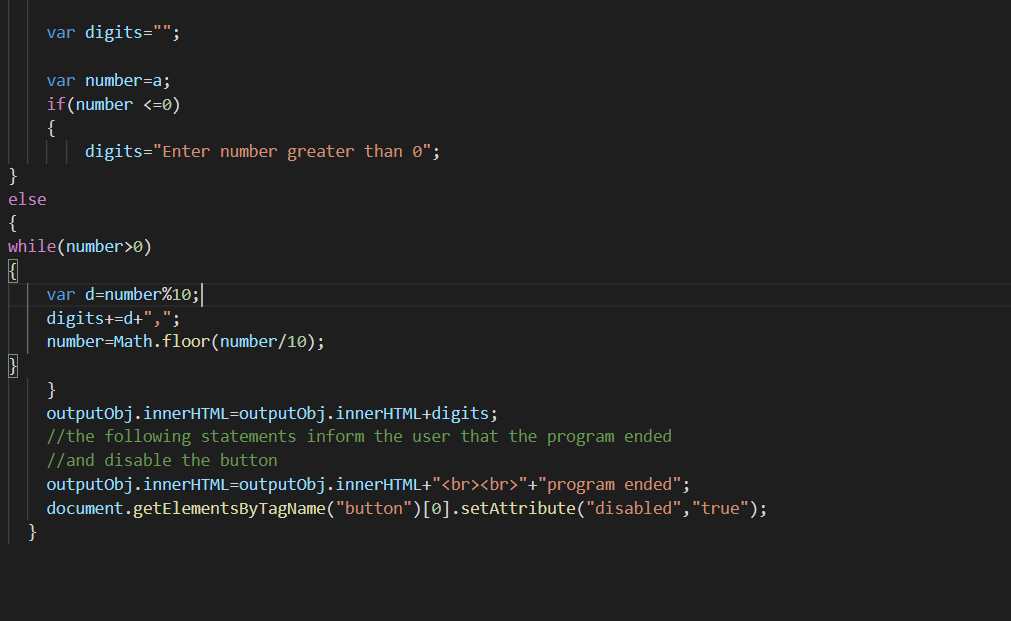 var digits="";
var number=a;
if(number <=0)
{
digits="Enter number greater than 0";
}
else
{
while(number>0)
{
var d=number%10;
digits+=d+",";
number=Math.floor(number/10);
}
}
outputObj.innerHTML=outputObj.innerHTML+digits;
//the following statements inform the user that the program ended
//and disable the button
outputObj.innerHTML=outputObj.innerHTML+"<br><br>"+"program ended";
document.getElementsByTagName("button")[0].setAttribute("disabled","true");
}